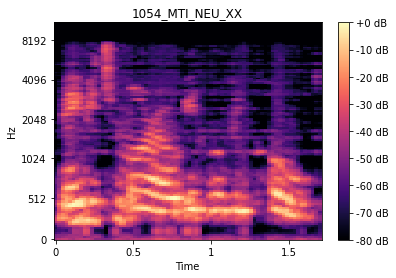 1054_MTI_NEU_XX
8192
4096
2048
1024
512
0
Hz
0
0.5
1
1.5
Time
+0 dB
-10 dB
-20 dB
-30 dB
-40 dB
-50 dB
-60 dB
-70 dB
-80 dB